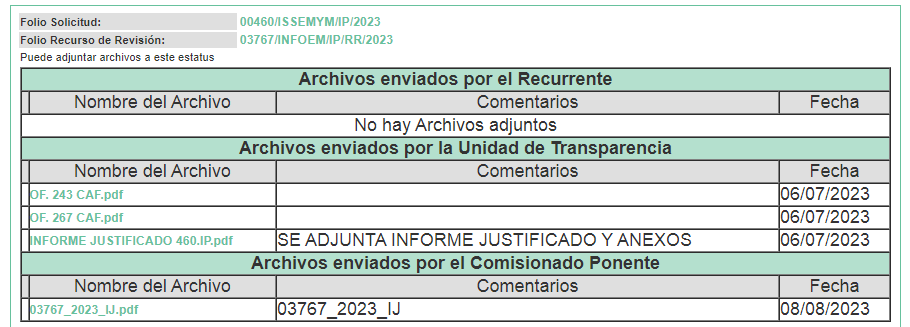 Folio Solicitud: 00460/ISSEMYM/IP/2023
Folio Recurso de Revisión: 03767/INFOEM/IP/RR/2023
Puede adjuntar archivos a este estatus
Archivos enviados por el Recurrente
Nombre del Archivo Comentarios Fecha
No hay Archivos adjuntos
Archivos enviados por la Unidad de Transparencia
Nombre del Archivo Comentarios Fecha
OF. 243 CAF.pdf 06/07/2023
OF. 267 CAF.pdf 06/07/2023
INFORME JUSTIFICADO 460.IP.pdf SE ADJUNTA INFORME JUSTIFICADO Y ANEXOS 06/07/2023
Archivos enviados por el Comisionado Ponente
Nombre del Archivo Comentarios Fecha
03767_2023_IJ.pdf 03767_2023_IJ 08/08/2023